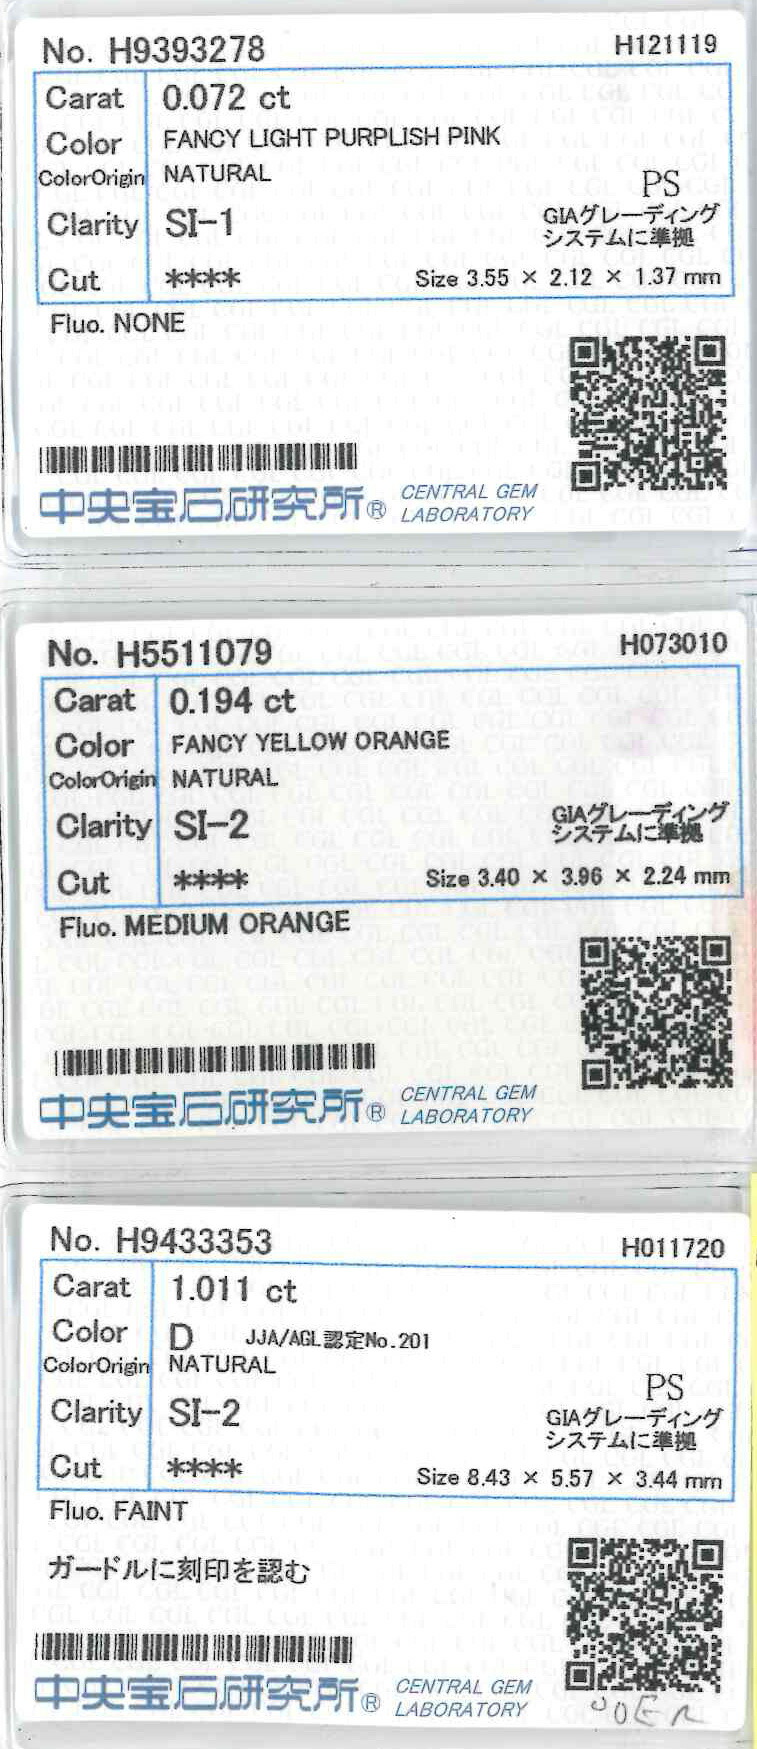 No. H9393278 H121119
Carat 0.072 ct
Color FANCY LIGHT PURPLISH PINK
ColorOrigin NATURAL
PS
Clarity SI-1 GIAグレーディング
システムに準拠
Cut **** Size 3.55 × 2.12 × 1.37 mm
Fluo. NONE
中央宝石研究所® CENTRAL GEM
LABORATORY
No. H5511079 H073010
Carat 0.194 ct
Color FANCY YELLOW ORANGE
ColorOrigin NATURAL
Clarity SI-2 GIAグレーディング
システムに準拠
Cut **** Size 3.40 × 3.96 × 2.24 mm
Fluo. MEDIUM ORANGE
中央宝石研究所® CENTRAL GEM
LABORATORY
No. H9433353 H011720
Carat 1.011 ct
Color D JJA/AGL認定No.201
ColorOrigin NATURAL
PS
Clarity SI-2 GIAグレーディング
システムに準拠
Cut **** Size 8.43 × 5.57 × 3.44 mm
Fluo. FAINT
ガードルに刻印を認む
中央宝石研究所® CENTRAL GEM
LABORATORY